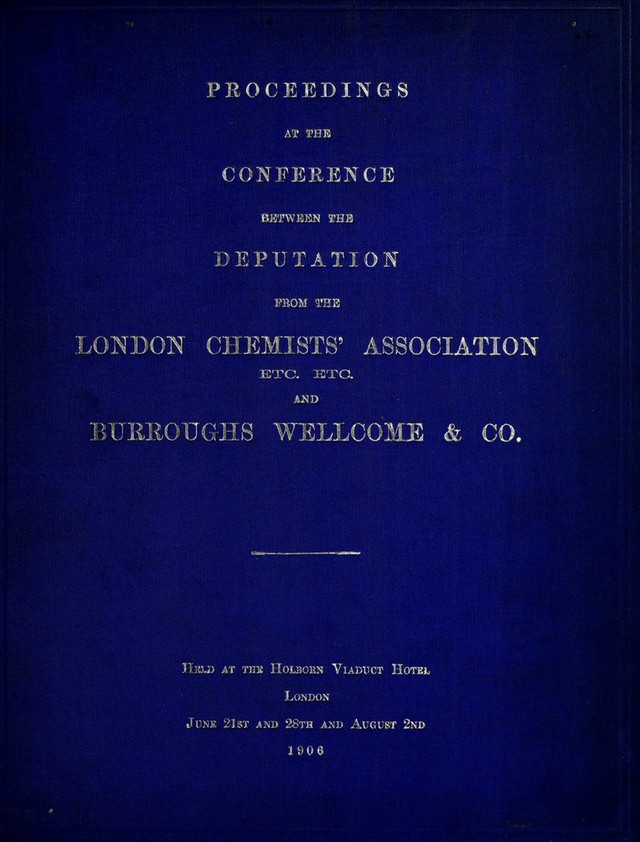 PROCEEDINGS
AT THE
CONFERENCE
BETWEEN THE
DEPUTATION
FROM THE
LONDON CHEMISTS' ASSOCIATION
ETC. ETC.
AND
BURROUGHS WELLCOME & CO.
HELD AT THE HOLBORN VIADUCT HOTEL
LONDON
JUNE 21ST AND 28TH AND AUGUST 2ND
1906